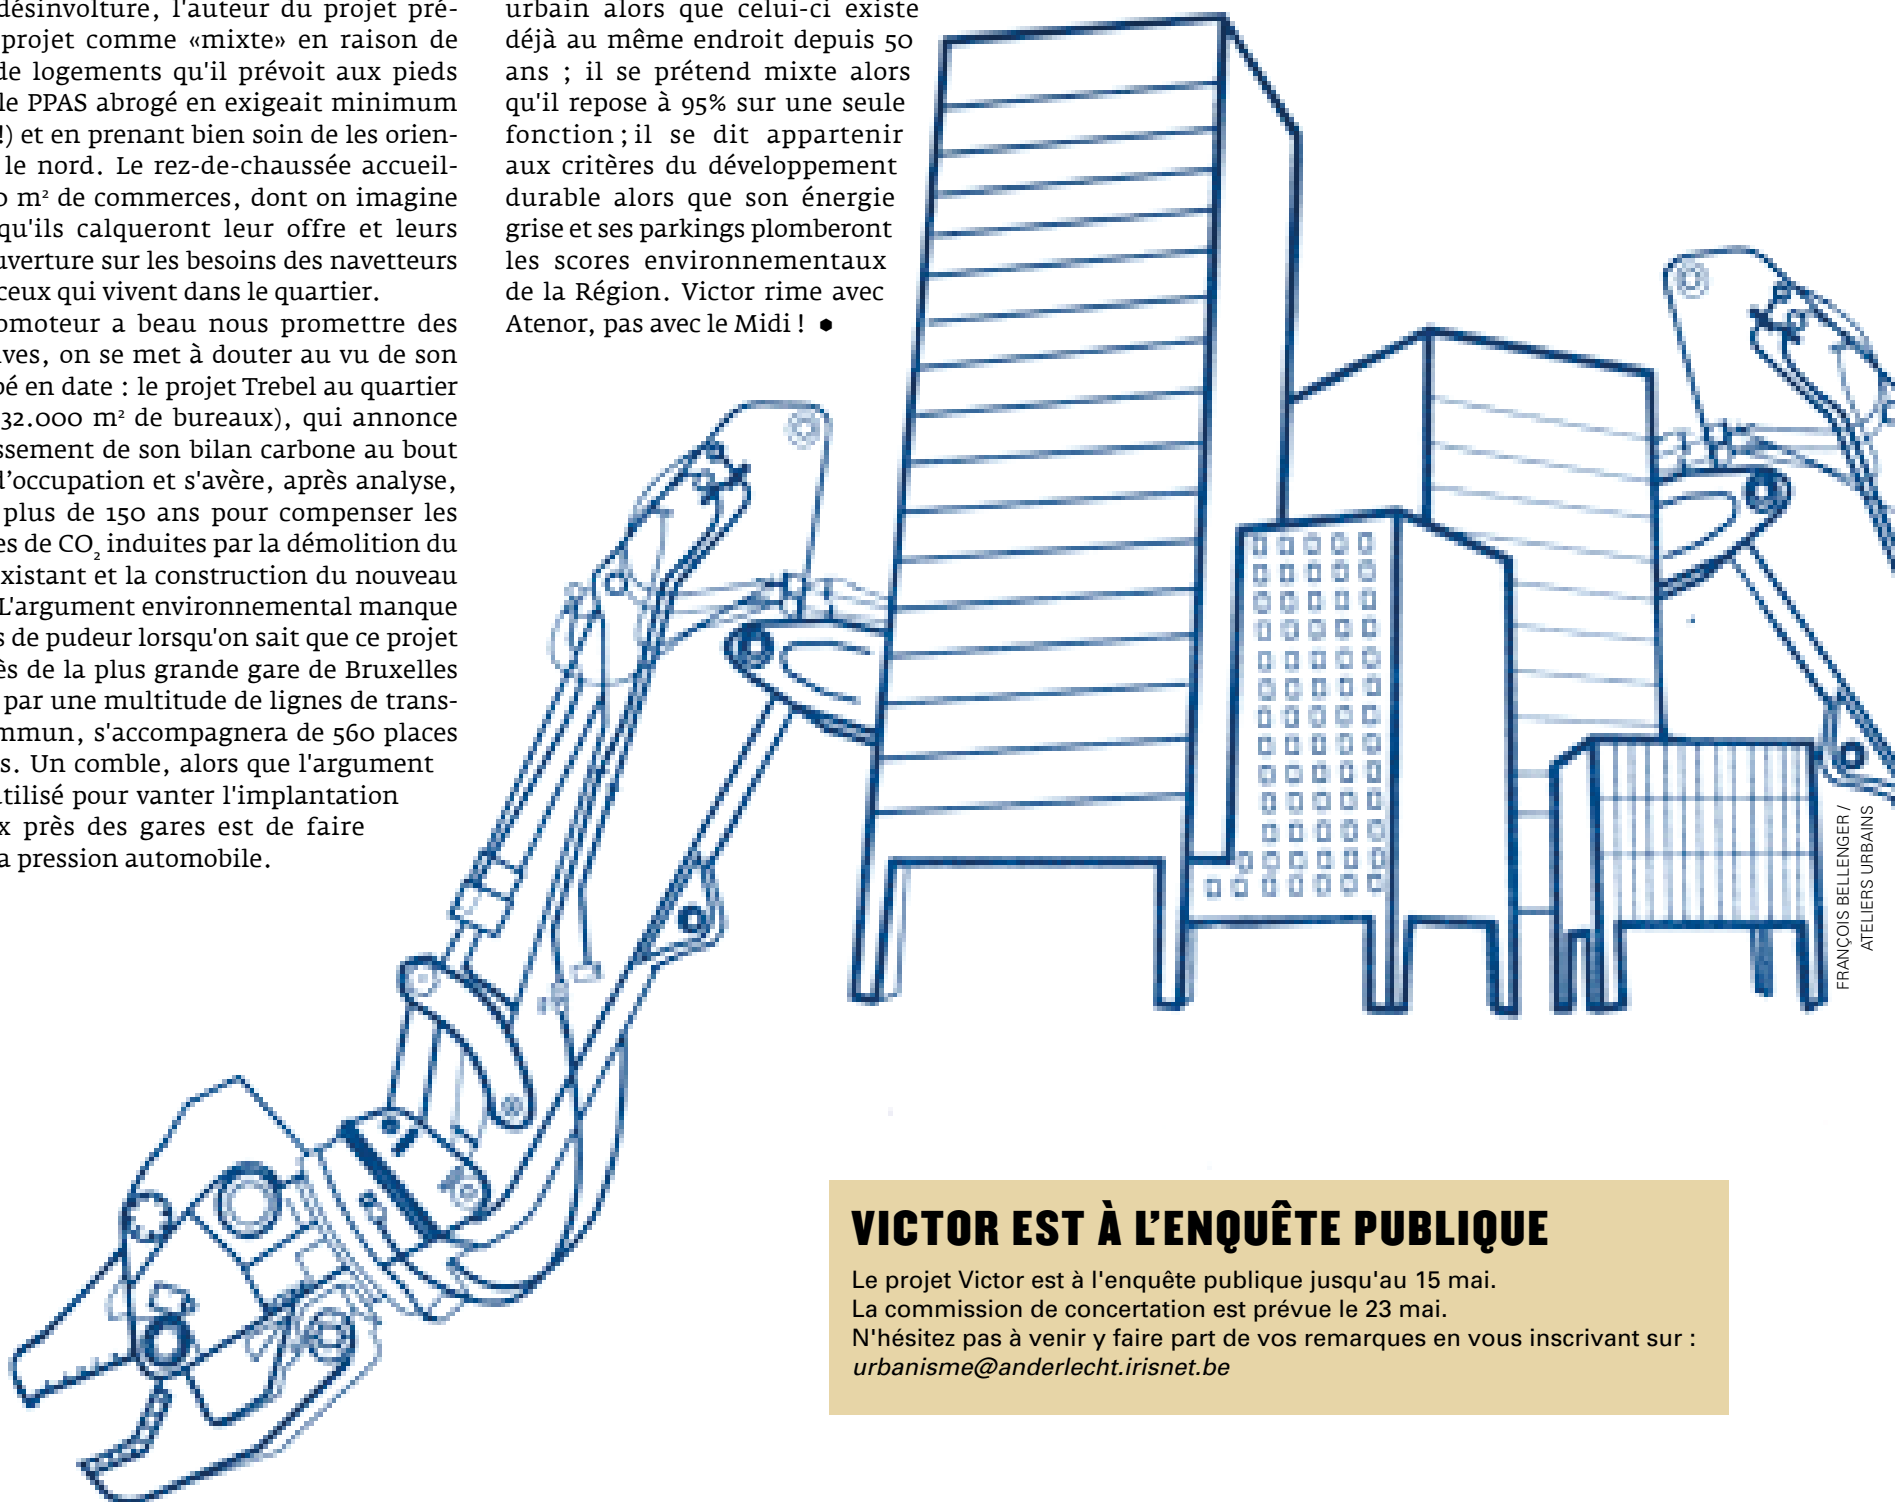 désinvolture, l'auteur du projet pré-
projet comme «mixte» en raison de
de logements qu'il prévoit aux pieds
le PPAS abrogé en exigeait minimum
!) et en prenant bien soin de les orien-
le nord. Le rez-de-chaussée accueil-
0 m² de commerces, dont on imagine
qu'ils calqueront leur offre et leurs
uverture sur les besoins des navetteurs
ceux qui vivent dans le quartier.
omoteur a beau nous promettre des
ves, on se met à douter au vu de son
bé en date : le projet Trebel au quartier
32.000 m² de bureaux), qui annonce
ssement de son bilan carbone au bout
d'occupation et s'avère, après analyse,
plus de 150 ans pour compenser les
es de CO₂ induites par la démolition du
existant et la construction du nouveau
L'argument environnemental manque
s de pudeur lorsqu'on sait que ce projet
ès de la plus grande gare de Bruxelles
par une multitude de lignes de trans-
mmun, s'accompagnera de 560 places
s. Un comble, alors que l'argument
utilisé pour vanter l'implantation
x près des gares est de faire
a pression automobile.
urbain alors que celui-ci existe
déjà au même endroit depuis 50
ans ; il se prétend mixte alors
qu'il repose à 95% sur une seule
fonction ; il se dit appartenir
aux critères du développement
durable alors que son énergie
grise et ses parkings plomberont
les scores environnementaux
de la Région. Victor rime avec
Atenor, pas avec le Midi !
FRANÇOIS BELLENGER /
ATELIERS URBAINS
VICTOR EST À L'ENQUÊTE PUBLIQUE
Le projet Victor est à l'enquête publique jusqu'au 15 mai.
La commission de concertation est prévue le 23 mai.
N'hésitez pas à venir y faire part de vos remarques en vous inscrivant sur :
urbanisme@anderlecht.irisnet.be